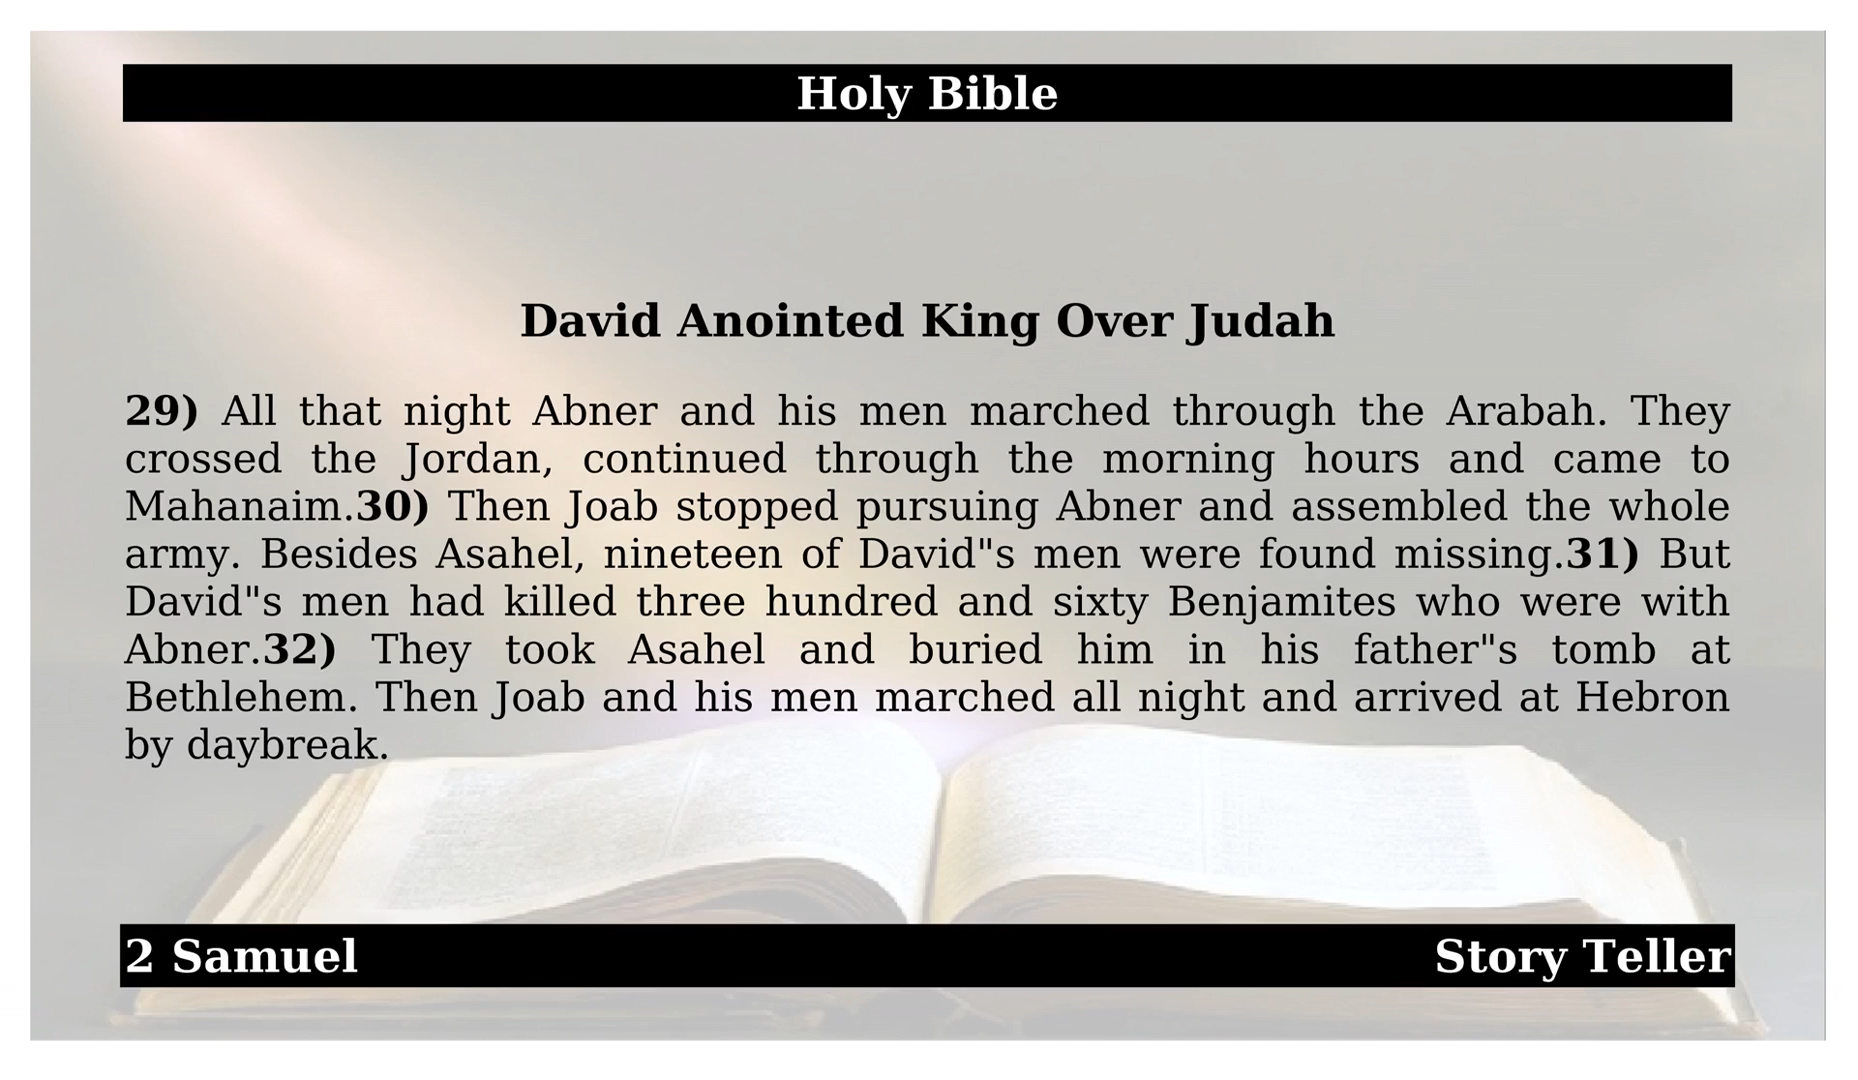 Holy Bible
David Anointed King Over Judah
29) All that night Abner and his men marched through the Arabah. They
crossed the Jordan, continued through the morning hours and came to
Mahanaim.30) Then Joab stopped pursuing Abner and assembled the whole
army. Besides Asahel, nineteen of David"s men were found missing.31) But
David"s men had killed three hundred and sixty Benjamites who were with
Abner.32) They took Asahel and buried him in his father"s tomb at
Bethlehem. Then Joab and his men marched all night and arrived at Hebron
by daybreak.
2 Samuel Story Teller